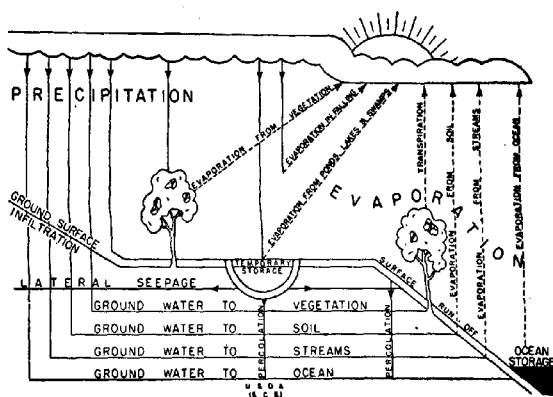 PRECIPITATION
EVAPORATION FROM VEGETATION
EVAPORATION IN FALLING
EVAPORATION FROM PONDS, LAKES & SWAMPS
TRANSPIRATION
EVAPORATION
FROM SOIL
EVAPORATION FROM STREAMS
EVAPORATION FROM OCEAN
GROUND SURFACE
INFILTRATION
TEMPORARY
STORAGE
SURFACE RUN-OFF
LATERAL SEEPAGE
GROUND WATER TO VEGETATION
GROUND WATER TO SOIL
GROUND WATER TO STREAMS
GROUND WATER TO OCEAN
PERCOLATION
PERCOLATION
OCEAN
STORAGE
U S D A
(S C S)